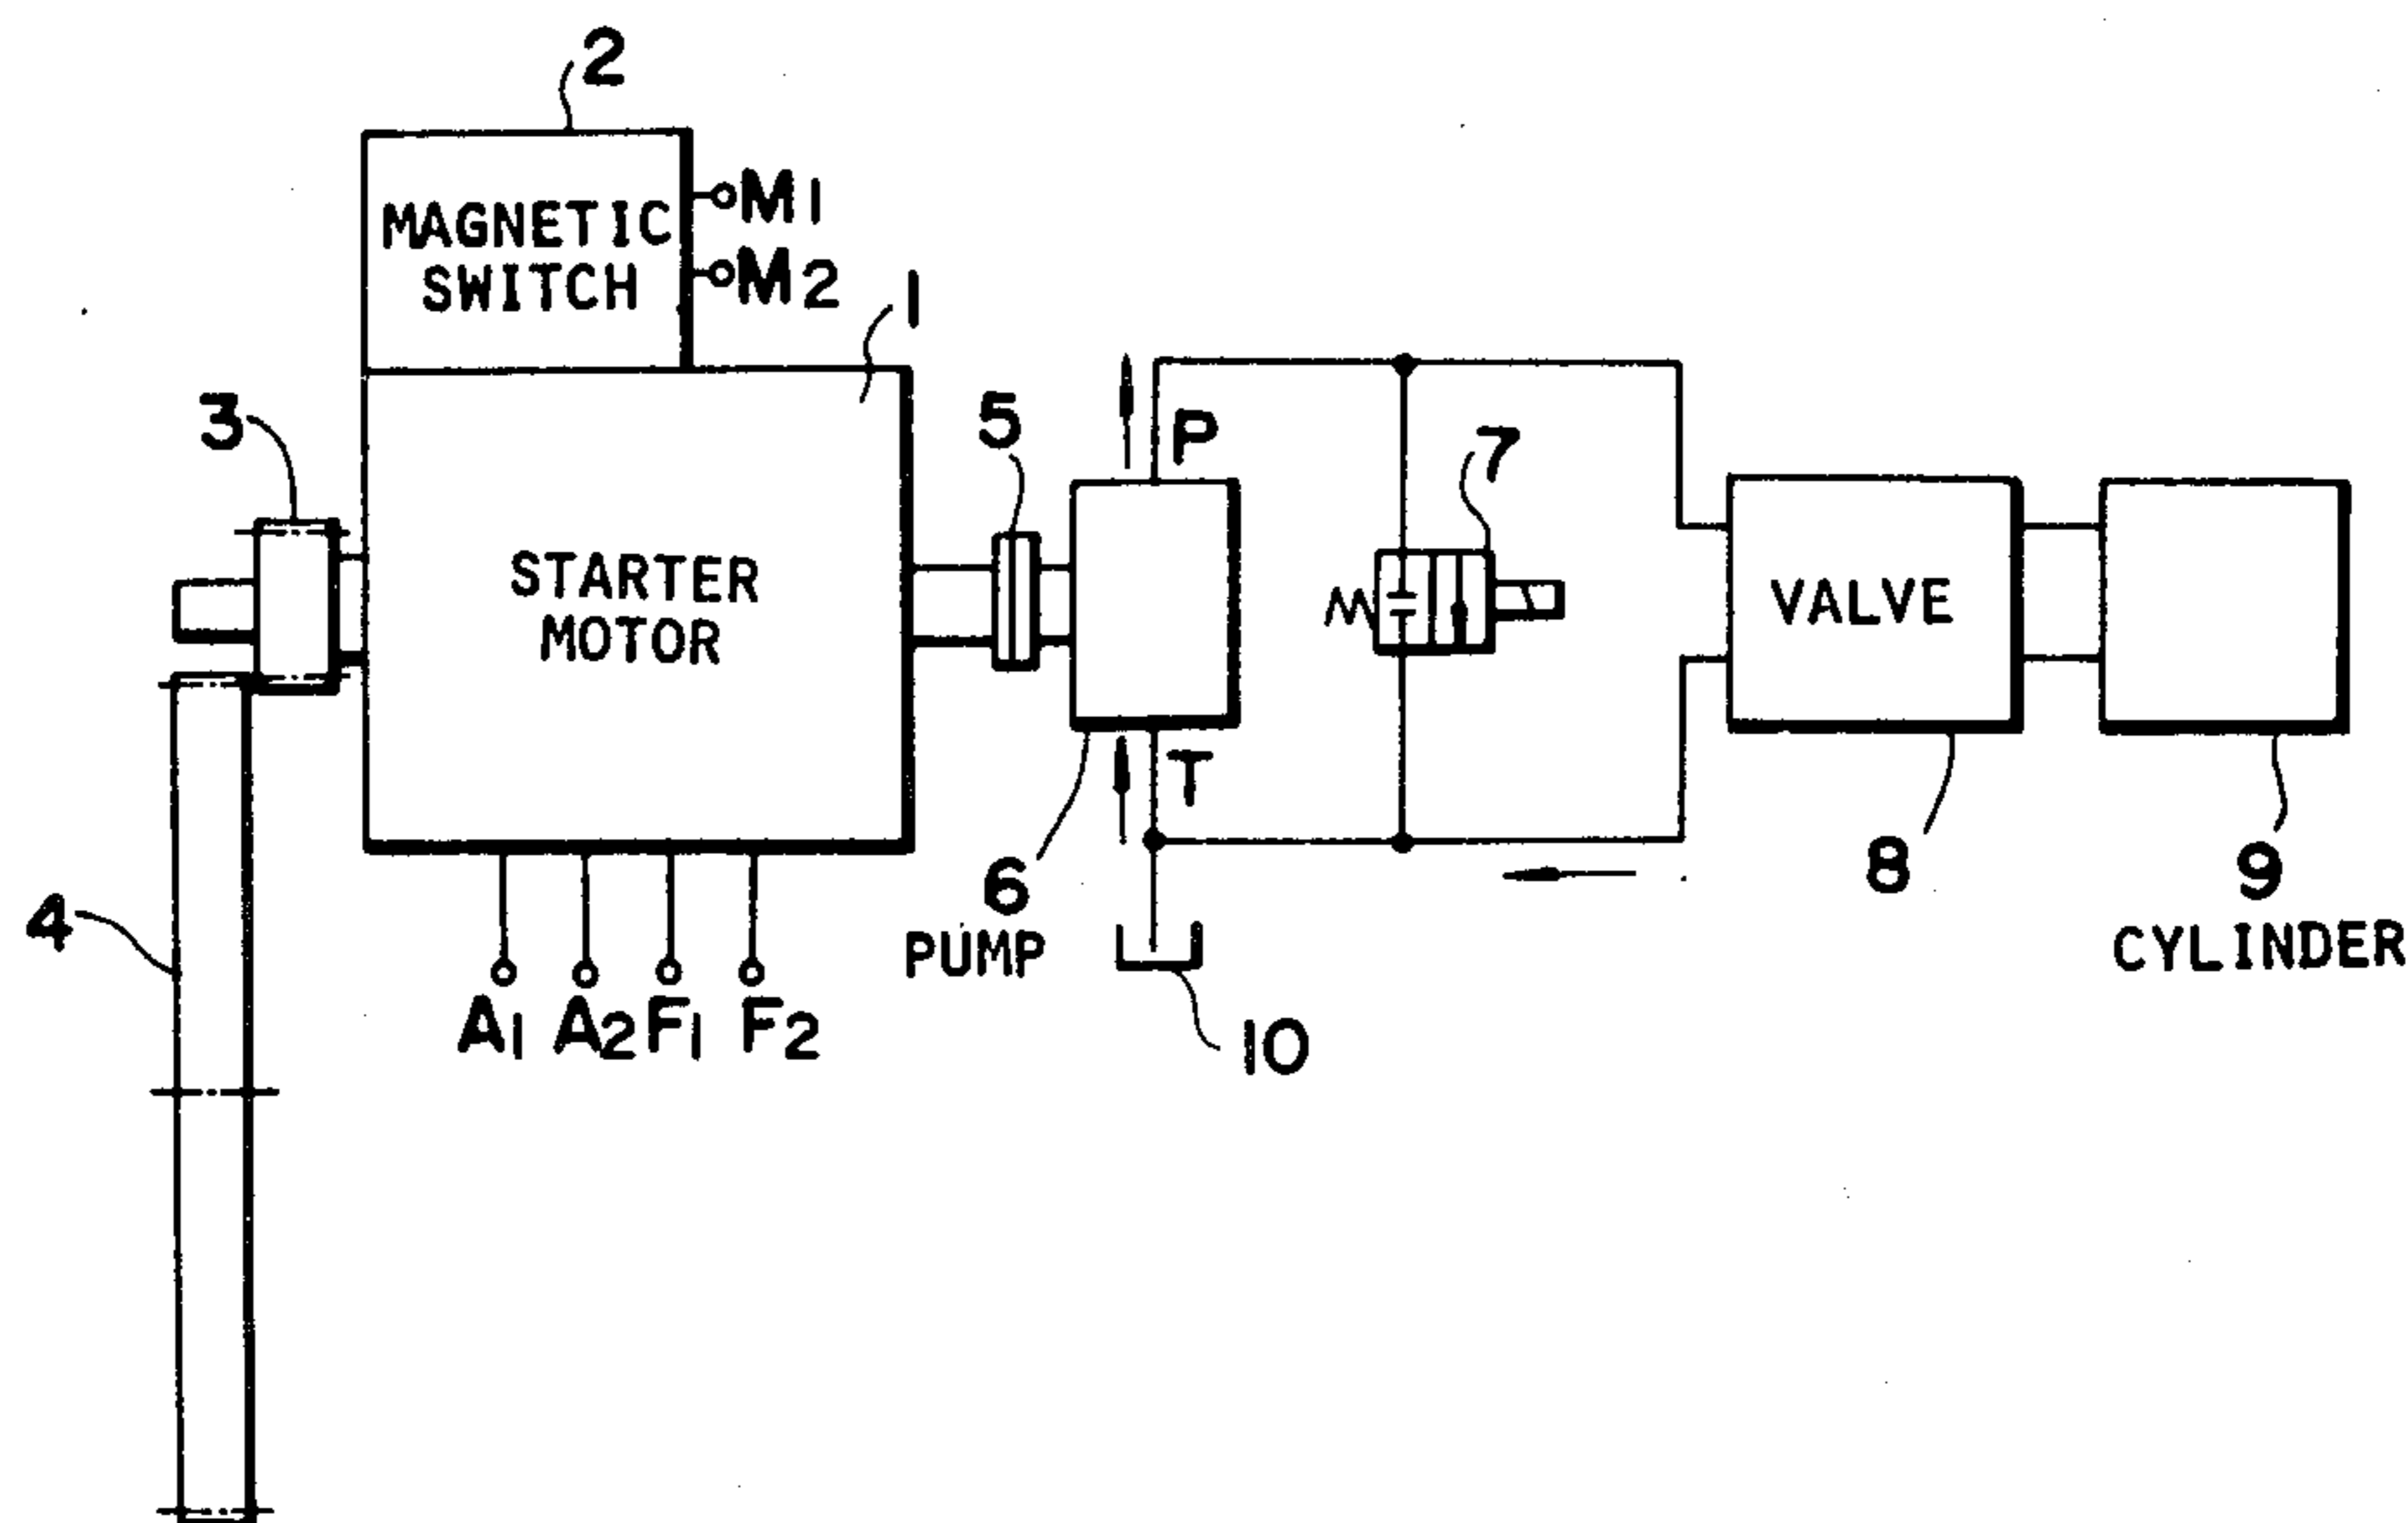 2
MAGNETIC
SWITCH
M1
M2
1
3
5
P
7
STARTER
MOTOR
VALVE
T
6
PUMP
8
9
CYLINDER
4
A1 A2 F1 F2
10